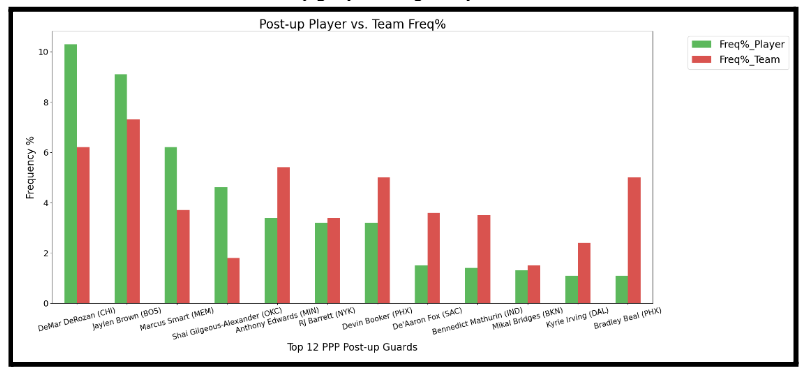 Post-up Player vs. Team Freq%
Freq%_Player
Freq%_Team
Frequency %
10
8
6
4
2
0
DeMar DeRozan (CHI)
Jaylen Brown (BOS)
Marcus Smart (MEM)
Shai Gilgeous-Alexander (OKC)
Anthony Edwards (MIN)
RJ Barrett (NYK)
Devin Booker (PHX)
De'Aaron Fox (SAC)
Bennedict Mathurin (IND)
Mikal Bridges (BKN)
Kyrie Irving (DAL)
Bradley Beal (PHX)
Top 12 PPP Post-up Guards